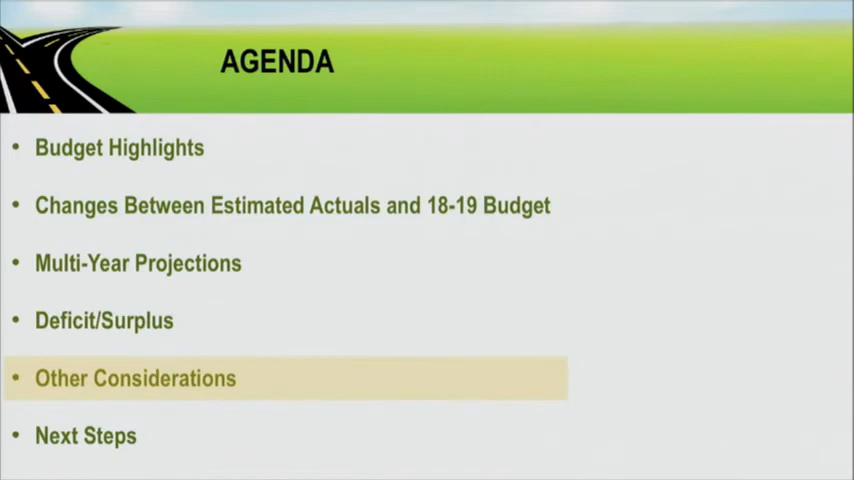 AGENDA
• Budget Highlights
• Changes Between Estimated Actuals and 18-19 Budget
• Multi-Year Projections
• Deficit/Surplus
• Other Considerations
• Next Steps